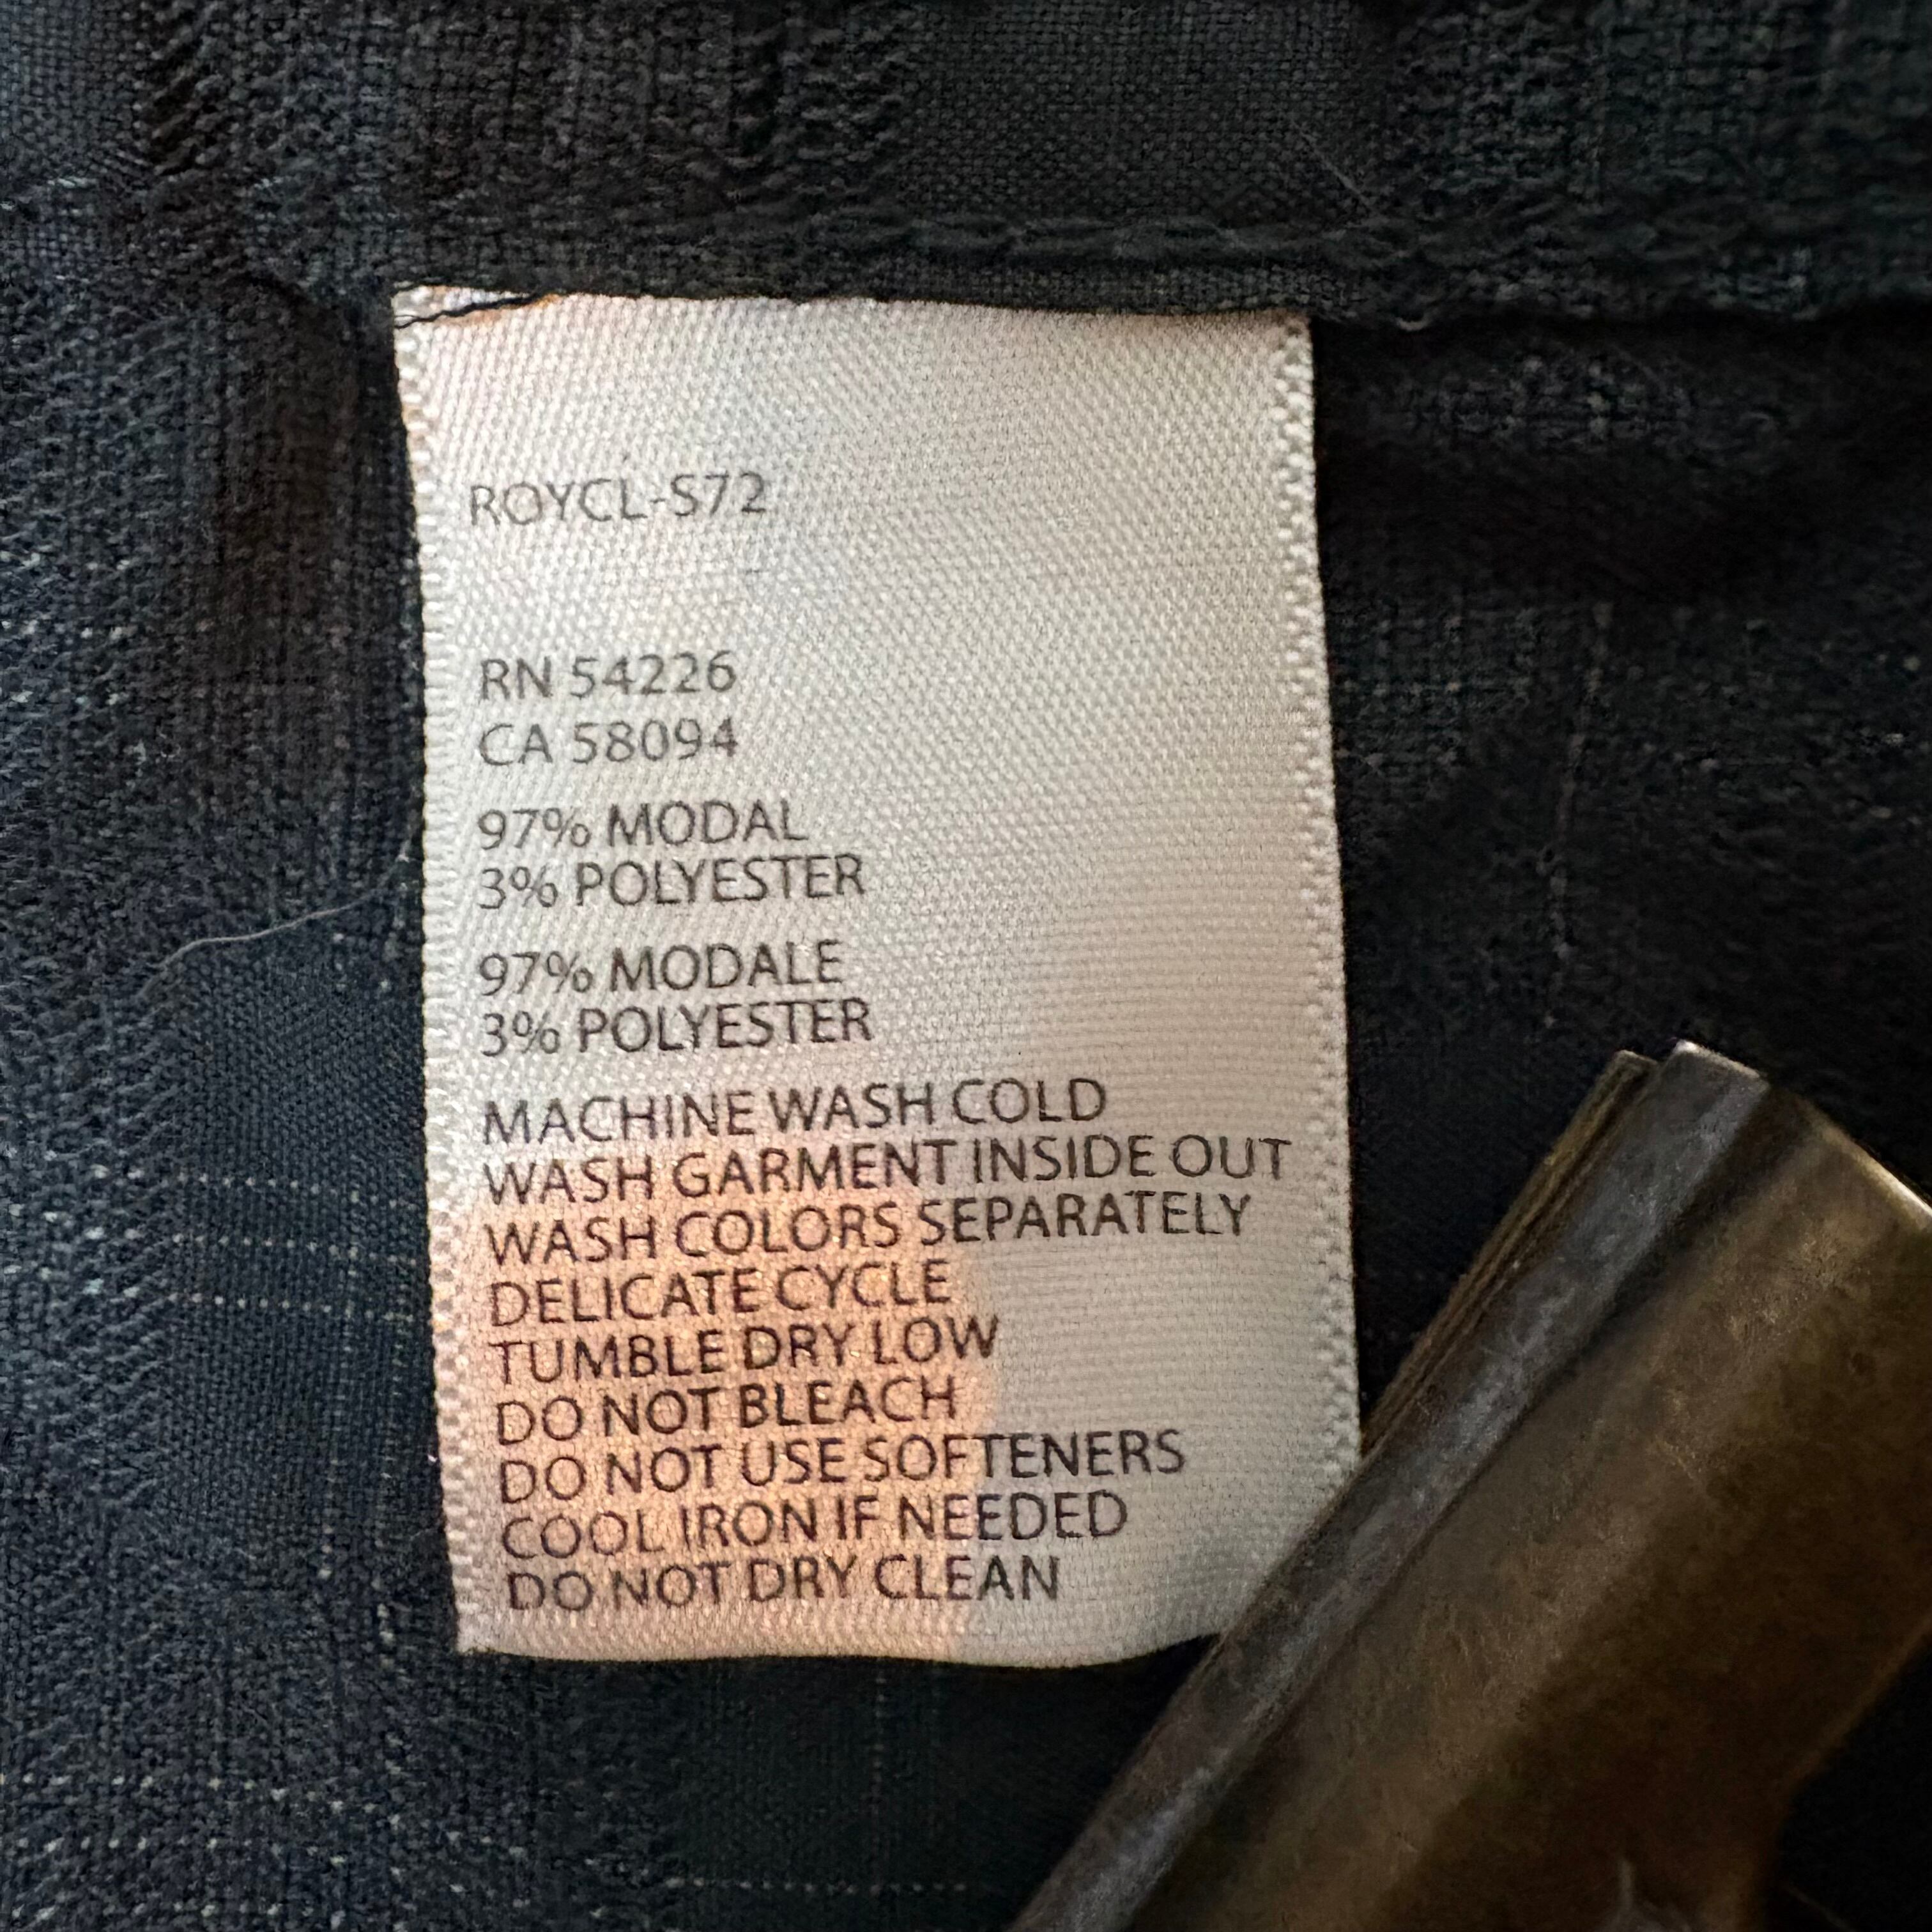 ROYCL-S72
RN 54226
CA 58094
97% MODAL
3% POLYESTER
97% MODALE
3% POLYESTER
MACHINE WASH COLD
WASH GARMENT INSIDE OUT
WASH COLORS SEPARATELY
DELICATE CYCLE
TUMBLE DRY LOW
DO NOT BLEACH
DO NOT USE SOFTENERS
COOL IRON IF NEEDED
DO NOT DRY CLEAN